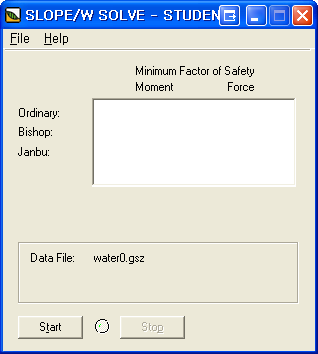 SLOPE/W SOLVE - STUDEN
File Help
Minimum Factor of Safety
Moment Force
Ordinary:
Bishop:
Janbu:
Data File: water0.gsz
Start Stop